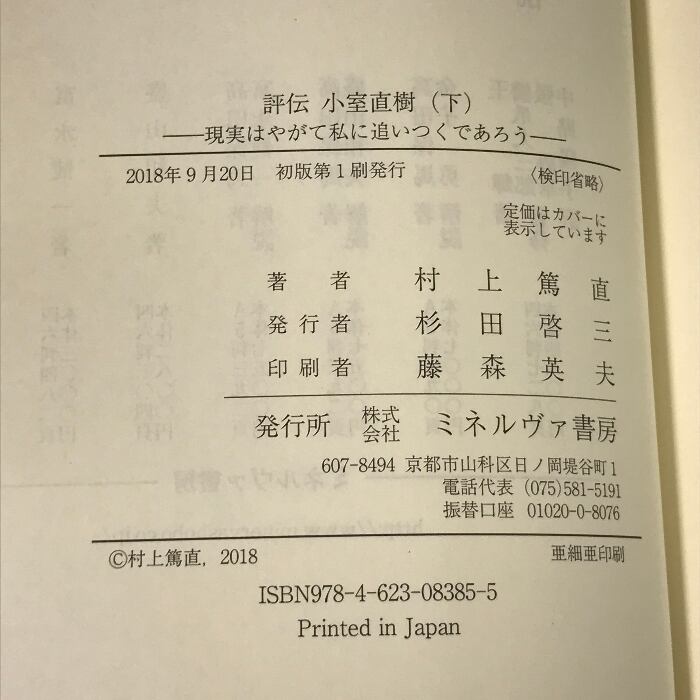 評伝 小室直樹（下）
――現実はやがて私に追いつくであろう――
2018年9月20日 初版第1刷発行 〈検印省略〉
定価はカバーに
表示しています
著者 村上篤直
発行者 杉田啓三
印刷者 藤森英夫
発行所 株式会社 ミネルヴァ書房
607-8494 京都市山科区日ノ岡堤谷町1
電話代表 (075)581-5191
振替口座 01020-0-8076
©村上篤直, 2018 亜細亜印刷
ISBN978-4-623-08385-5
Printed in Japan